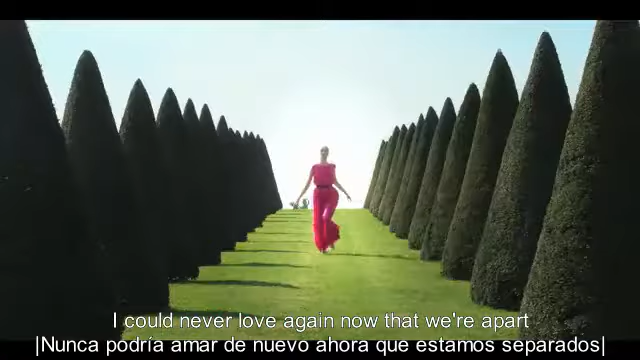 I could never love again now that we're apart
|Nunca podría amar de nuevo ahora que estamos separados|